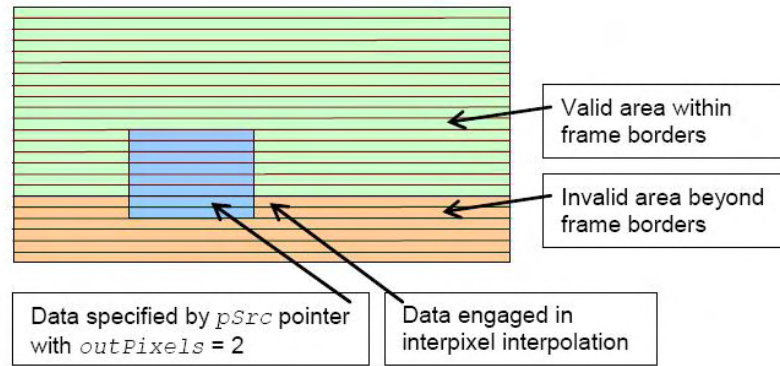 Valid area within
frame borders
Invalid area beyond
frame borders
Data specified by pSrc pointer
with outPixels = 2
Data engaged in
interpixel interpolation